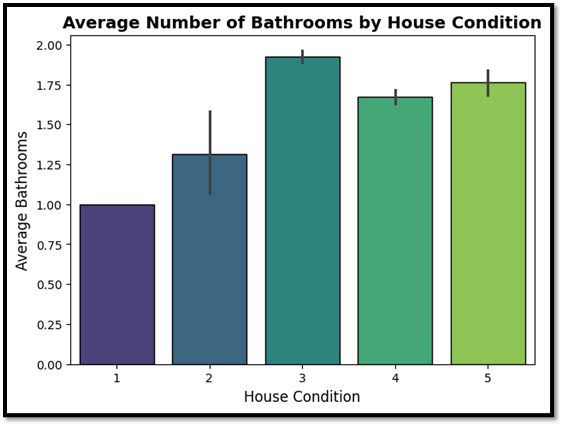 Average Number of Bathrooms by House Condition
2.00
1.75
1.50
1.25
1.00
0.75
0.50
0.25
0.00
Average Bathrooms
1 2 3 4 5
House Condition